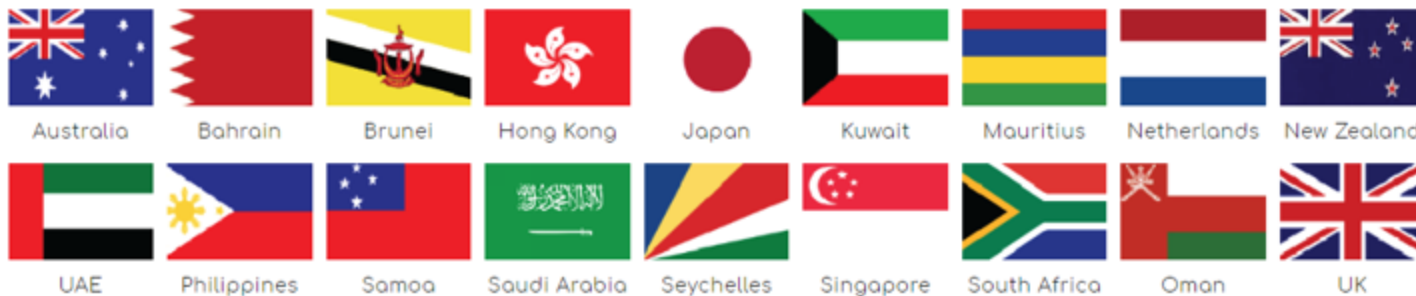 Australia Bahrain Brunei Hong Kong Japan Kuwait Mauritius Netherlands New Zealand
UAE Philippines Samoa Saudi Arabia Seychelles Singapore South Africa Oman UK